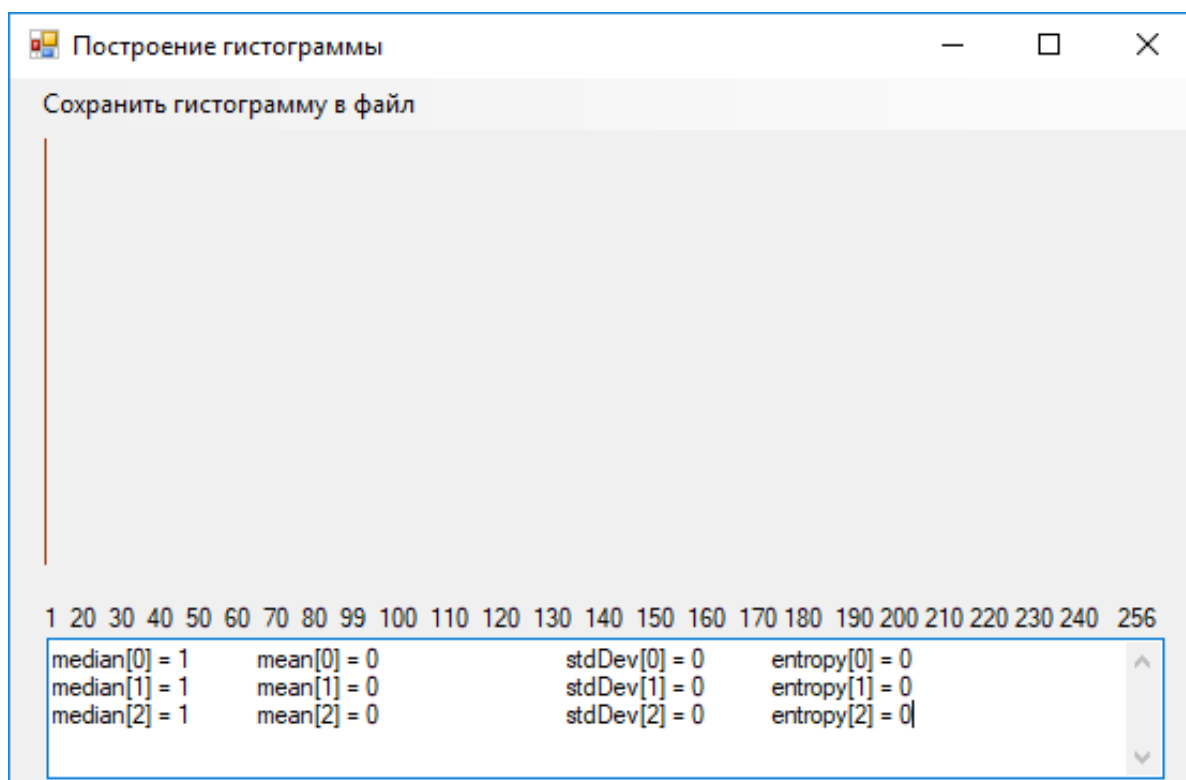 Построение гистограммы
Сохранить гистограмму в файл
1 20 30 40 50 60 70 80 99 100 110 120 130 140 150 160 170 180 190 200 210 220 230 240 256
median[0] = 1 mean[0] = 0 stdDev[0] = 0 entropy[0] = 0
median[1] = 1 mean[1] = 0 stdDev[1] = 0 entropy[1] = 0
median[2] = 1 mean[2] = 0 stdDev[2] = 0 entropy[2] = 0